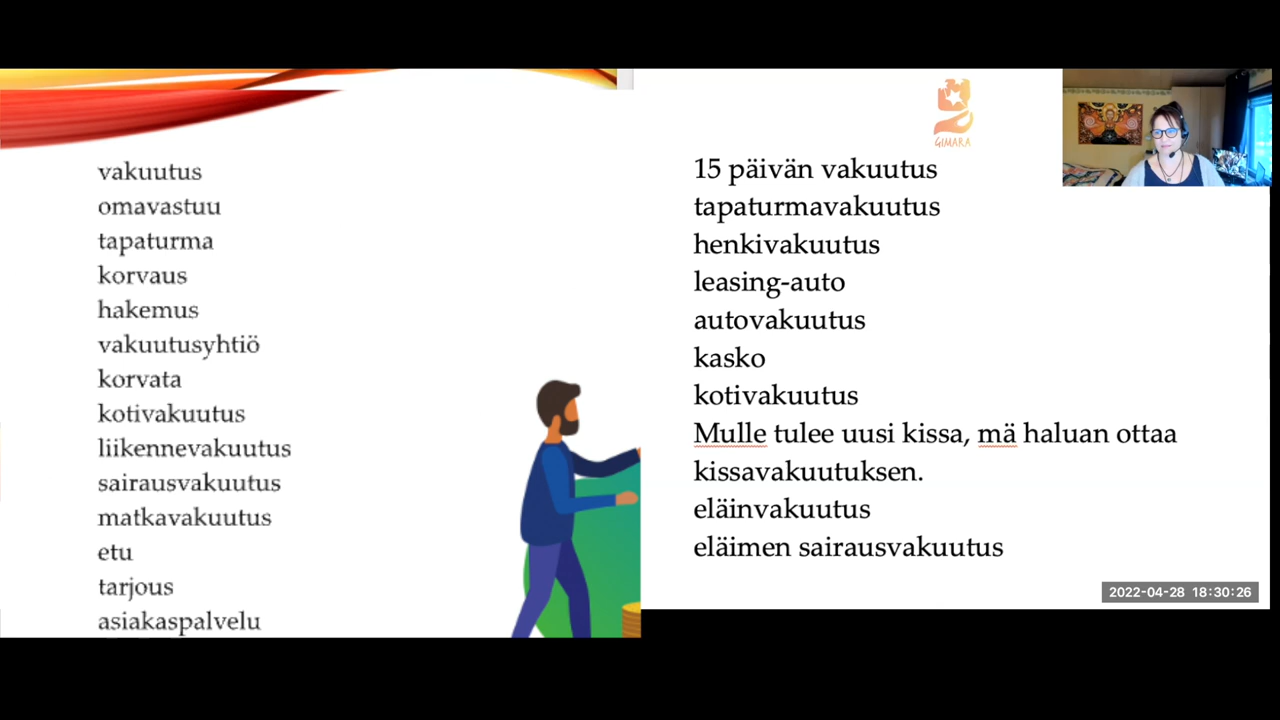 vakuutus
omavastuu
tapaturma
korvaus
hakemus
vakuutusyhtiö
korvata
kotivakuutus
liikennevakuutus
sairausvakuutus
matkavakuutus
etu
tarjous
asiakaspalvelu
GIMARA
15 päivän vakuutus
tapaturmavakuutus
henkivakuutus
leasing-auto
autovakuutus
kasko
kotivakuutus
Mulle tulee uusi kissa, mä haluan ottaa
kissavakuutuksen.
eläinvakuutus
eläimen sairausvakuutus
2022-04-28 18:30:26